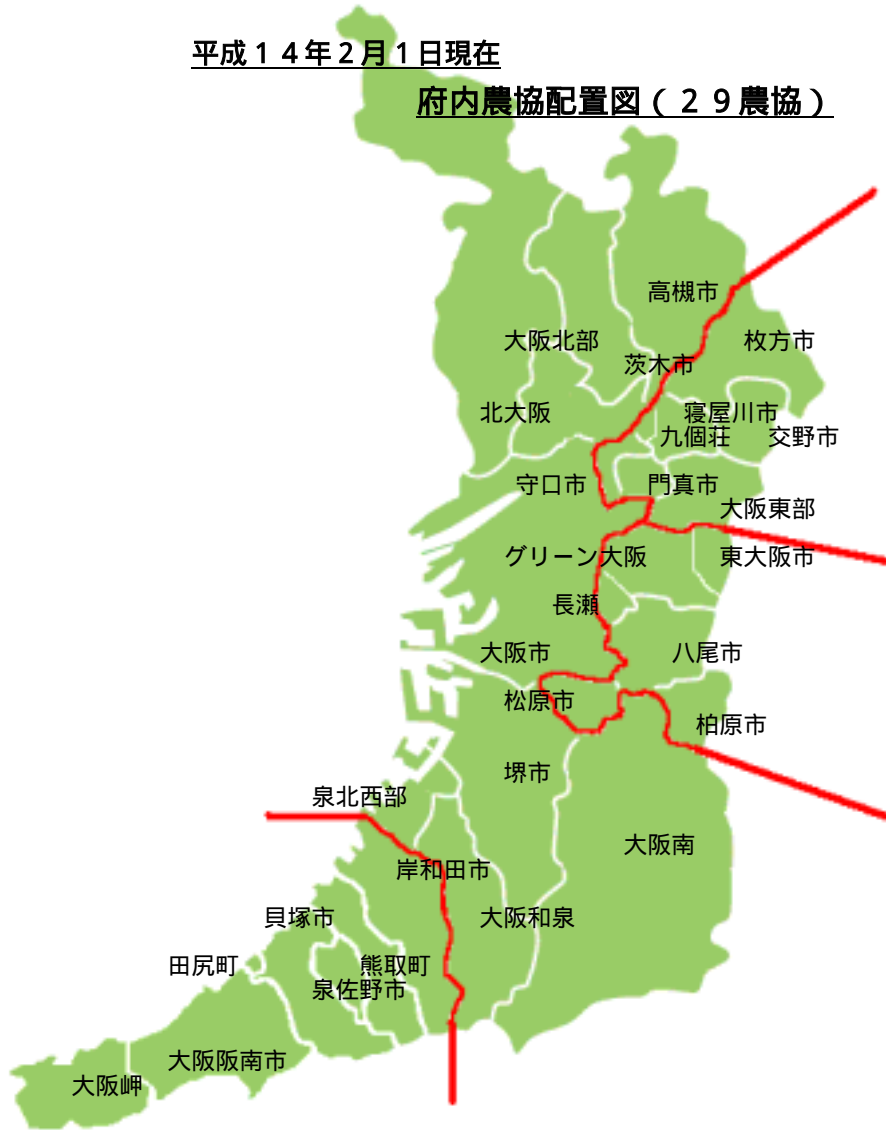 平成１４年２月１日現在
府内農協配置図（２９農協）
高槻市
大阪北部
枚方市
茨木市
北大阪
寝屋川市
九個荘
交野市
守口市
門真市
大阪東部
グリーン大阪
東大阪市
長瀬
大阪市
八尾市
松原市
柏原市
堺市
泉北西部
大阪南
岸和田市
貝塚市
大阪和泉
田尻町
熊取町
泉佐野市
大阪阪南市
大阪岬